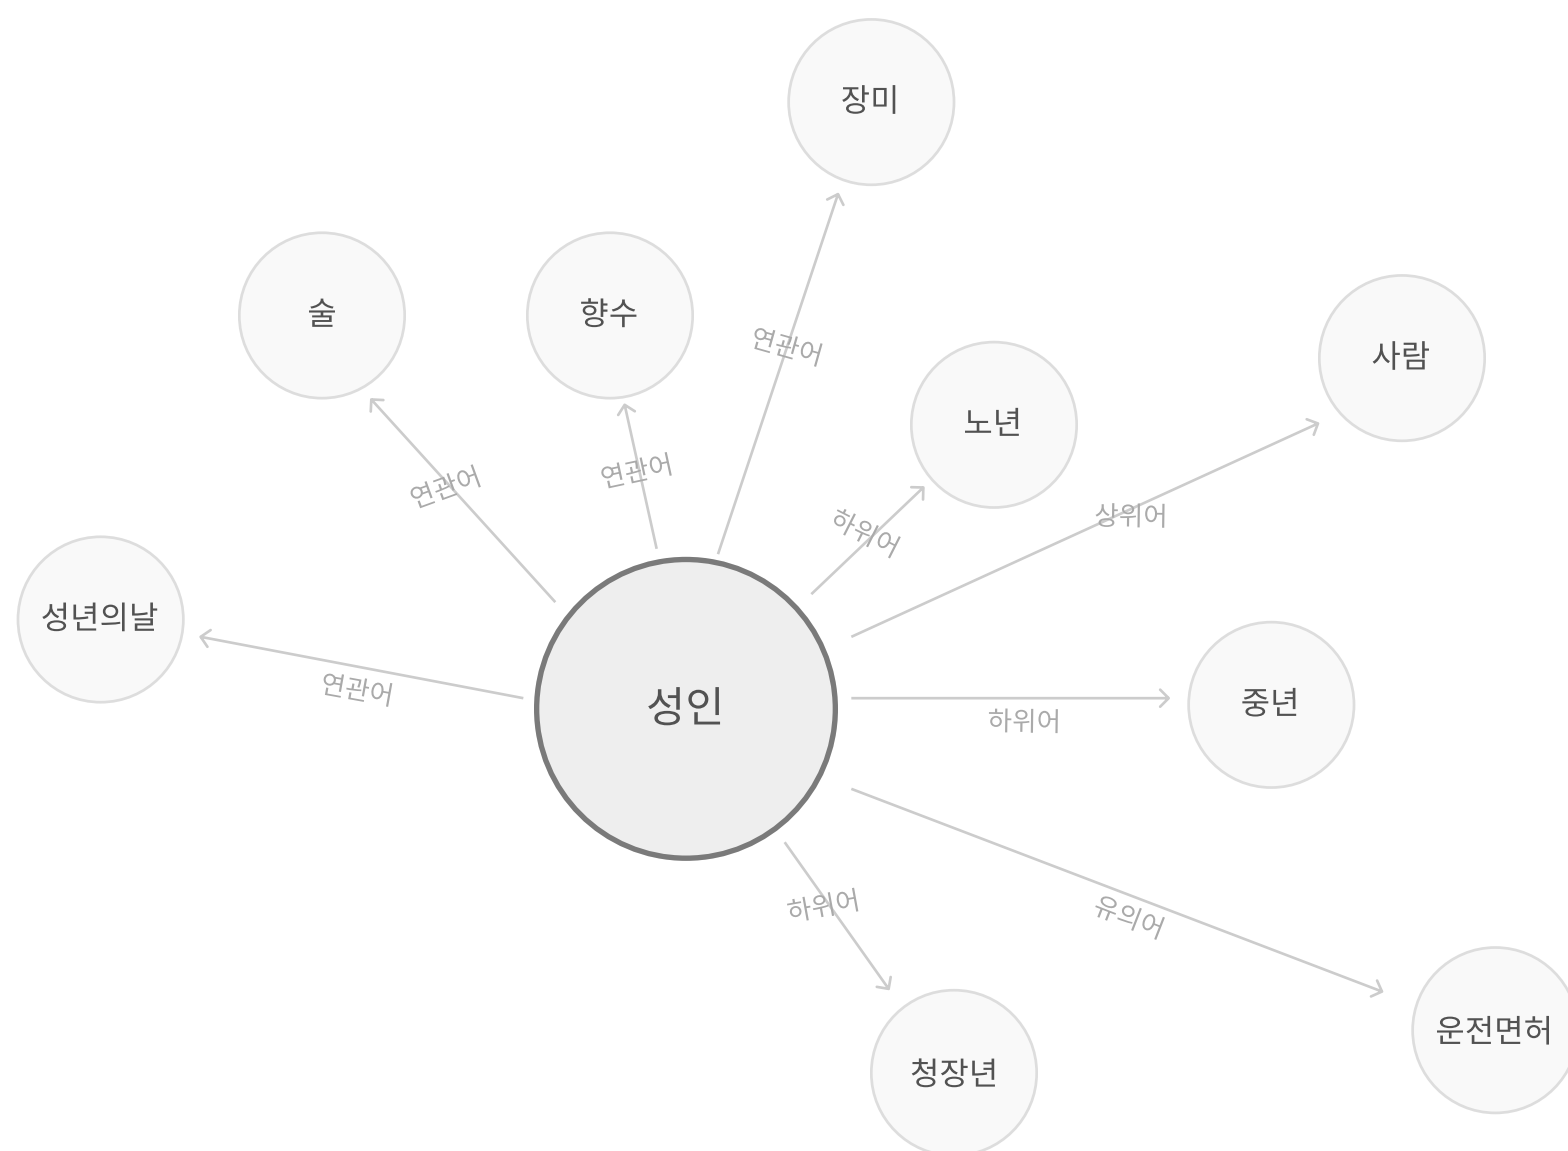 장미
술
향수
연관어
사람
노년
연관어
연관어
하위어
상위어
성년의날
연관어
성인
중년
하위어
하위어
유의어
운전면허
청장년